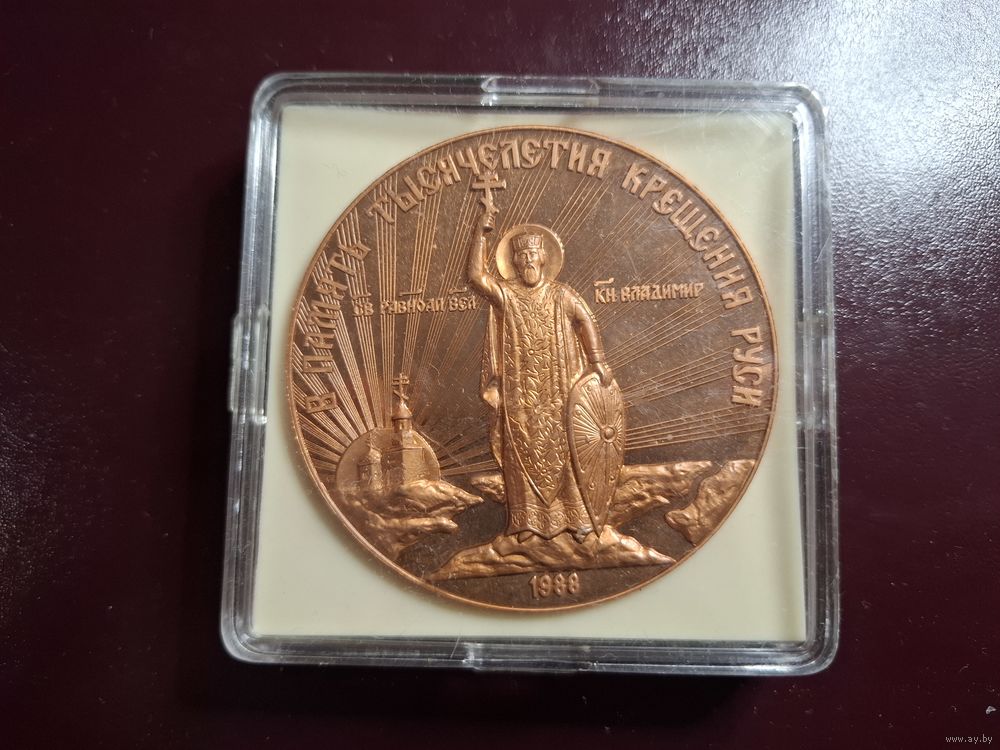 В ПАМЯТЬ ТЫСЯЧЕЛЕТИЯ КРЕЩЕНИЯ РУСИ
СВ РАВНОАП ВЕЛ КН ВЛАДИМИР
1988
www.ay.by